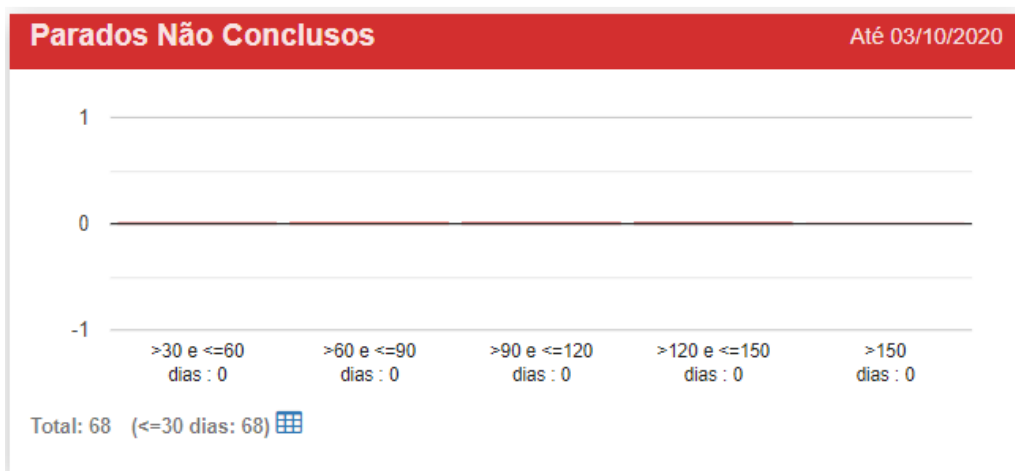 Parados Não Conclusos
Até 03/10/2020
1
0
-1
>30 e <=60
dias : 0
>60 e <=90
dias : 0
>90 e <=120
dias : 0
>120 e <=150
dias : 0
>150
dias : 0
Total: 68 (<=30 dias: 68)